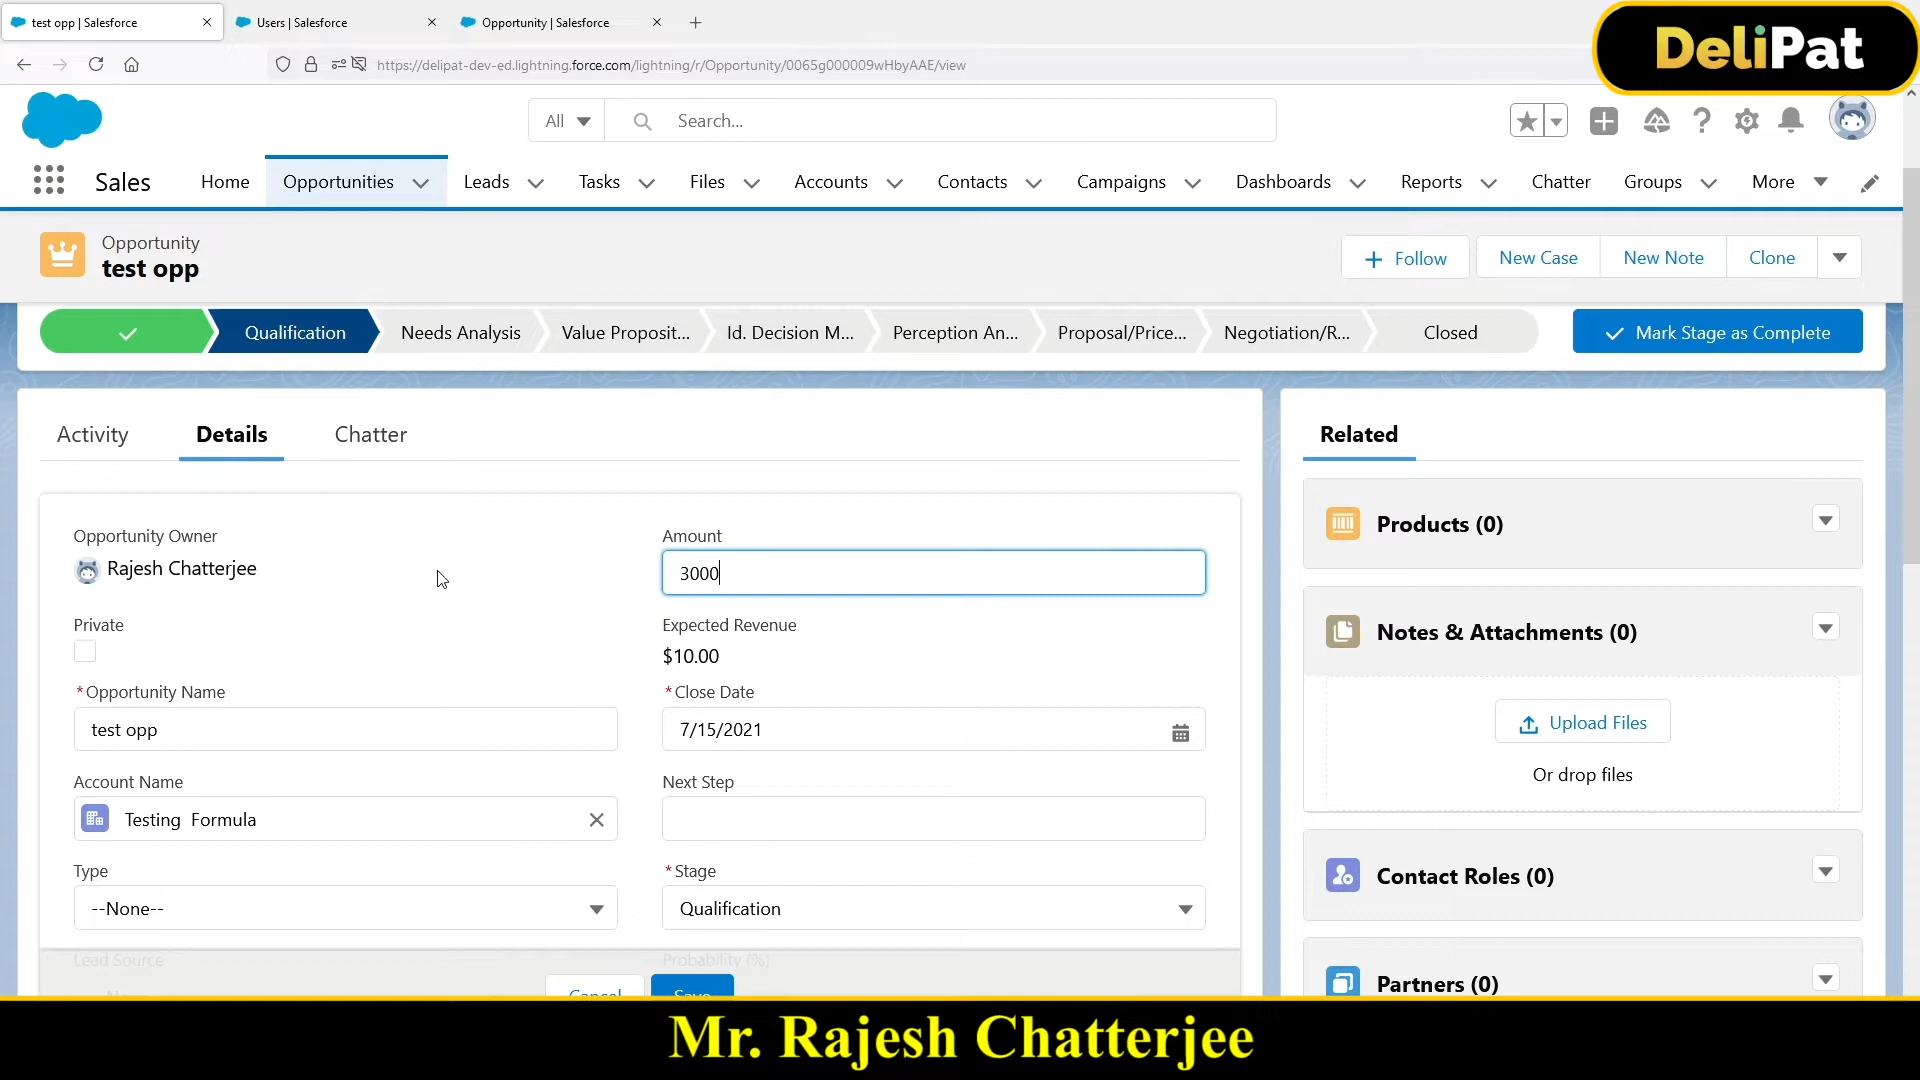 test opp | Salesforce
Users | Salesforce
Opportunity | Salesforce
https://delipat-dev-ed.lightning.force.com/lightning/r/Opportunity/0065g000009wHbyAAE/view
DeliPat
All
Search...
Sales
Home
Opportunities
Leads
Tasks
Files
Accounts
Contacts
Campaigns
Dashboards
Reports
Chatter
Groups
More
Opportunity
test opp
Follow
New Case
New Note
Clone
Qualification
Needs Analysis
Value Proposit...
Id. Decision M...
Perception An...
Proposal/Price...
Negotiation/R...
Closed
Mark Stage as Complete
Activity
Details
Chatter
Related
Opportunity Owner
Rajesh Chatterjee
Amount
3000
Private
Expected Revenue
$10.00
*Opportunity Name
test opp
*Close Date
7/15/2021
Account Name
Testing Formula
Next Step
Type
--None--
*Stage
Qualification
Lead Source
Probability (%)
Cancel
Save
Products (0)
Notes & Attachments (0)
Upload Files
Or drop files
Contact Roles (0)
Partners (0)
Mr. Rajesh Chatterjee